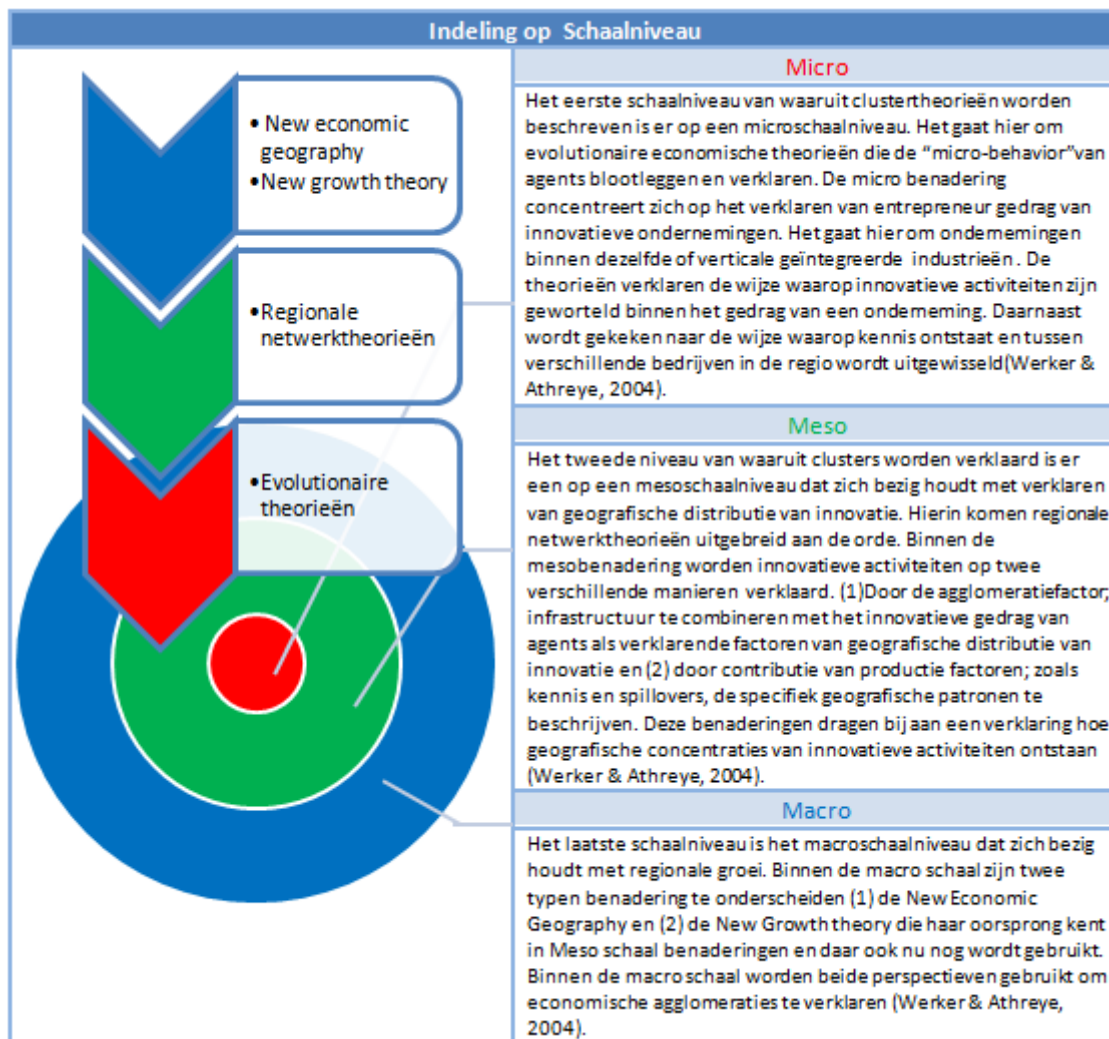 Indeling op Schaalniveau
• New economic
geography
• New growth theory
• Regionale
netwerktheorieën
• Evolutionaire
theorieën
Micro
Het eerste schaalniveau van waaruit clustertheorieën worden
beschreven is er op een microschaalniveau. Het gaat hier om
evolutionaire economische theorieën die de “micro-behavior”van
agents blootleggen en verklaren. De micro benadering
concentreert zich op het verklaren van entrepreneur gedrag van
innovatieve ondernemingen. Het gaat hier om ondernemingen
binnen dezelfde of verticale geïntegreerde industrieën . De
theorieën verklaren de wijze waarop innovatieve activiteiten zijn
geworteld binnen het gedrag van een onderneming. Daarnaast
wordt gekeken naar de wijze waarop kennis ontstaat en tussen
verschillende bedrijven in de regio wordt uitgewisseld(Werker &
Athreye, 2004).
Meso
Het tweede niveau van waaruit clusters worden verklaard is er
een op een mesoschaalniveau dat zich bezig houdt met verklaren
van geografische distributie van innovatie. Hierin komen regionale
netwerktheorieën uitgebreid aan de orde. Binnen de
mesobenadering worden innovatieve activiteiten op twee
verschillende manieren verklaard. (1)Door de agglomeratiefactor;
infrastructuur te combineren met het innovatieve gedrag van
agents als verklarende factoren van geografische distributie van
innovatie en (2) door contributie van productie factoren; zoals
kennis en spillovers, de specifiek geografische patronen te
beschrijven. Deze benaderingen dragen bij aan een verklaring hoe
geografische concentraties van innovatieve activiteiten ontstaan
(Werker & Athreye, 2004).
Macro
Het laatste schaalniveau is het macroschaalniveau dat zich bezig
houdt met regionale groei. Binnen de macro schaal zijn twee
typen benadering te onderscheiden (1) de New Economic
Geography en (2) de New Growth theory die haar oorsprong kent
in Meso schaal benaderingen en daar ook nu nog wordt gebruikt.
Binnen de macro schaal worden beide perspectieven gebruikt om
economische agglomeraties te verklaren (Werker & Athreye,
2004).